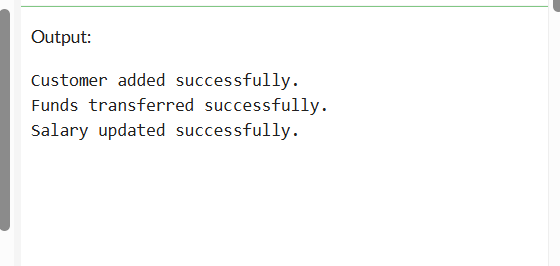 Output:
Customer added successfully.
Funds transferred successfully.
Salary updated successfully.